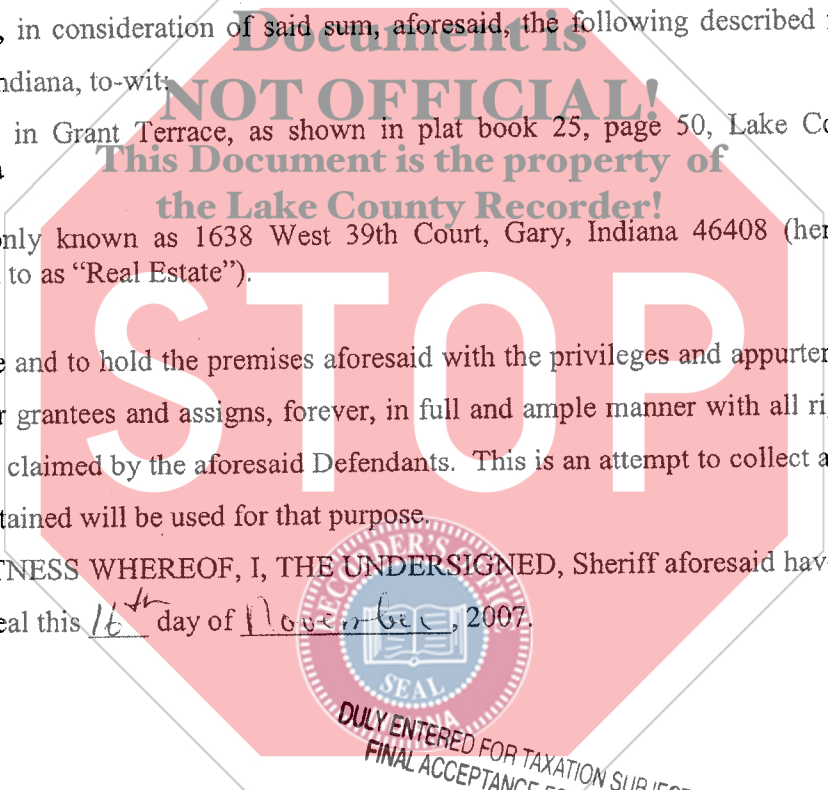 , in consideration of said sum, aforesaid, the following described
Document is
ndiana, to-wit:
NOT OFFICIAL!
in Grant Terrace, as shown in plat book 25, page 50, Lake Co
This Document is the property of
the Lake County Recorder!
only known as 1638 West 39th Court, Gary, Indiana 46408 (her
to as “Real Estate”).
STOP
e and to hold the premises aforesaid with the privileges and appurten
r grantees and assigns, forever, in full and ample manner with all ri
claimed by the aforesaid Defendants. This is an attempt to collect a
tained will be used for that purpose.
TNESS WHEREOF, I, THE UNDERSIGNED, Sheriff aforesaid hav
eal this 16th day of November, 2007.
SEAL
DULY ENTERED FOR TAXATION SUBJECT
FINAL ACCEPTANCE FO